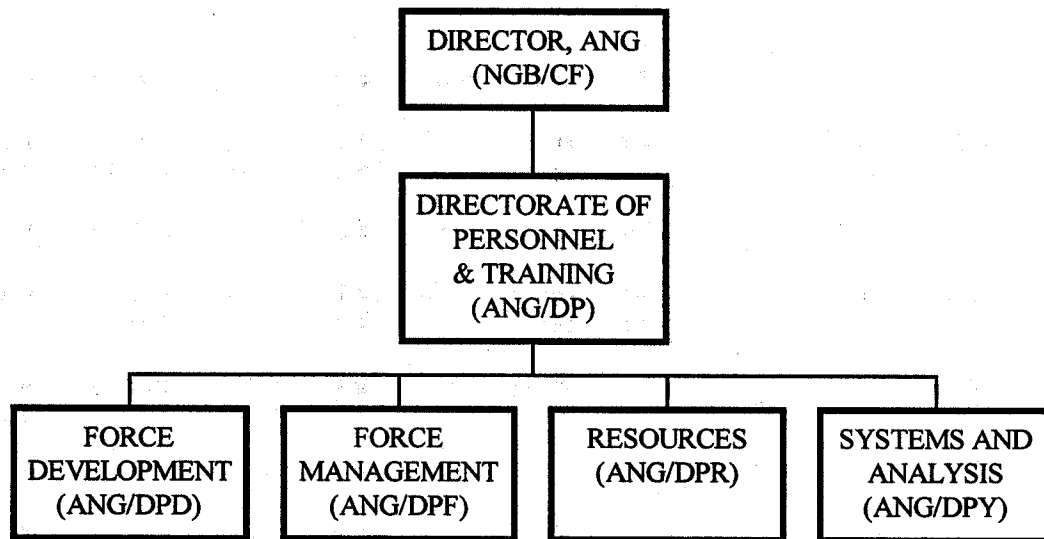 DIRECTOR, ANG
(NGB/CF)
DIRECTORATE OF
PERSONNEL
& TRAINING
(ANG/DP)
FORCE
DEVELOPMENT
(ANG/DPD)
FORCE
MANAGEMENT
(ANG/DPF)
RESOURCES
(ANG/DPR)
SYSTEMS AND
ANALYSIS
(ANG/DPY)